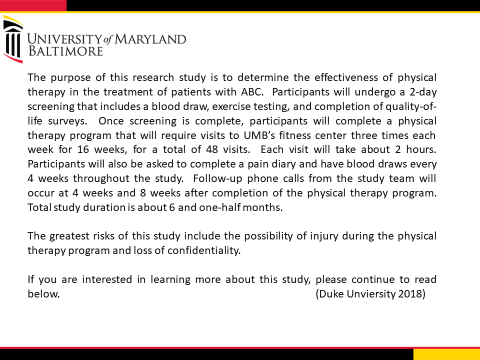 UNIVERSITY of MARYLAND
BALTIMORE
The purpose of this research study is to determine the effectiveness of physical
therapy in the treatment of patients with ABC. Participants will undergo a 2-day
screening that includes a blood draw, exercise testing, and completion of quality-of-
life surveys. Once screening is complete, participants will complete a physical
therapy program that will require visits to UMB's fitness center three times each
week for 16 weeks, for a total of 48 visits. Each visit will take about 2 hours.
Participants will also be asked to complete a pain diary and have blood draws every
4 weeks throughout the study. Follow-up phone calls from the study team will
occur at 4 weeks and 8 weeks after completion of the physical therapy program.
Total study duration is about 6 and one-half months.
The greatest risks of this study include the possibility of injury during the physical
therapy program and loss of confidentiality.
If you are interested in learning more about this study, please continue to read
below. (Duke Unviersity 2018)